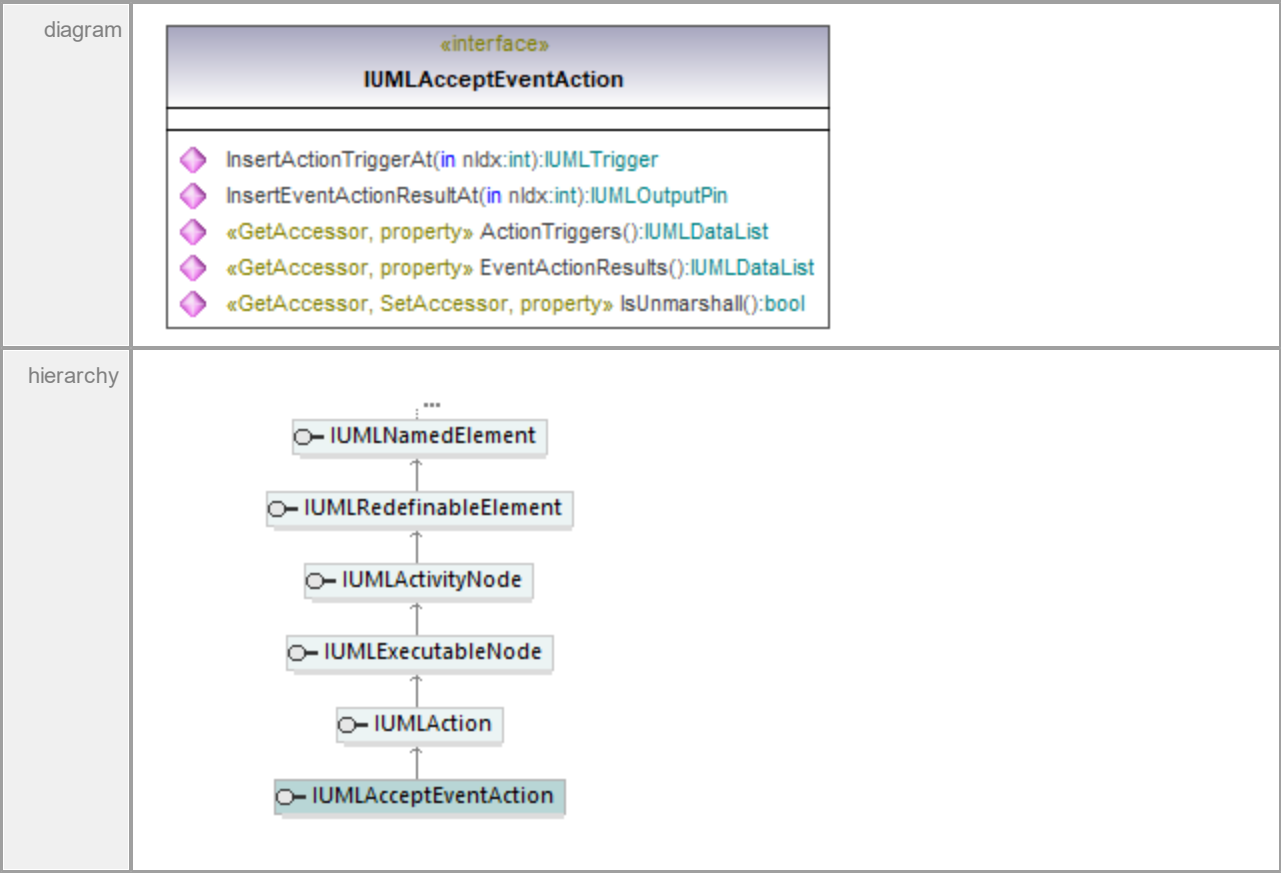 diagram
«interface»
IUMLAcceptEventAction
InsertActionTriggerAt(in nIdx:int):IUMLTrigger
InsertEventActionResultAt(in nIdx:int):IUMLOutputPin
«GetAccessor, property» ActionTriggers():IUMLDataList
«GetAccessor, property» EventActionResults():IUMLDataList
«GetAccessor, SetAccessor, property» IsUnmarshall():bool
hierarchy
...
IUMLNamedElement
IUMLRedefinableElement
IUMLActivityNode
IUMLExecutableNode
IUMLAction
IUMLAcceptEventAction